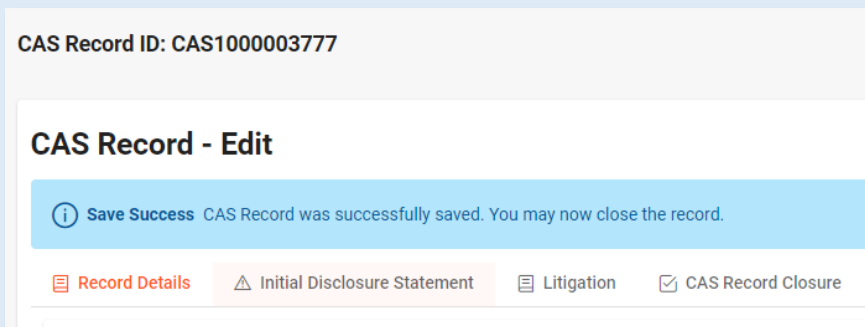 CAS Record ID: CAS1000003777
CAS Record - Edit
Save Success CAS Record was successfully saved. You may now close the record.
Record Details Initial Disclosure Statement Litigation CAS Record Closure